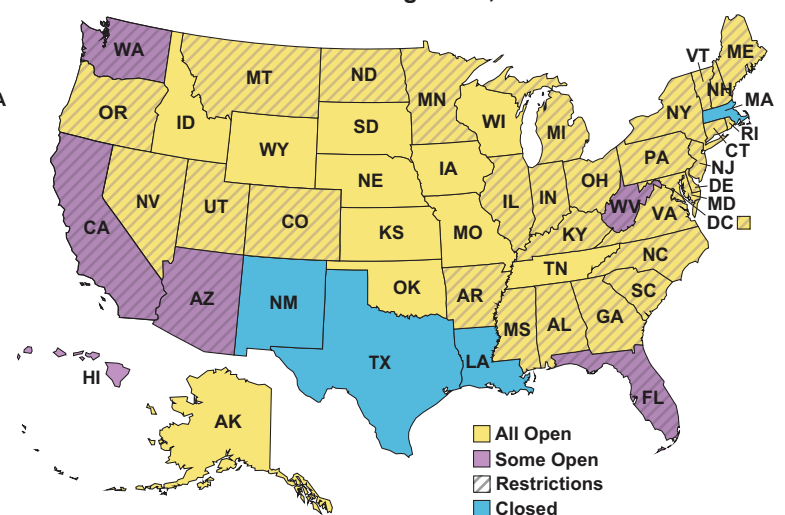 WA
MT
ND
MN
VT
ME
NH
MA
OR
ID
SD
WI
MI
NY
RI
CT
WY
IA
PA
NJ
NE
IL
IN
OH
DE
NV
UT
CO
KS
MO
WV
VA
MD
CA
KY
DC
NC
AZ
NM
OK
AR
TN
SC
MS
AL
GA
TX
LA
HI
FL
AK
All Open
Some Open
Restrictions
Closed